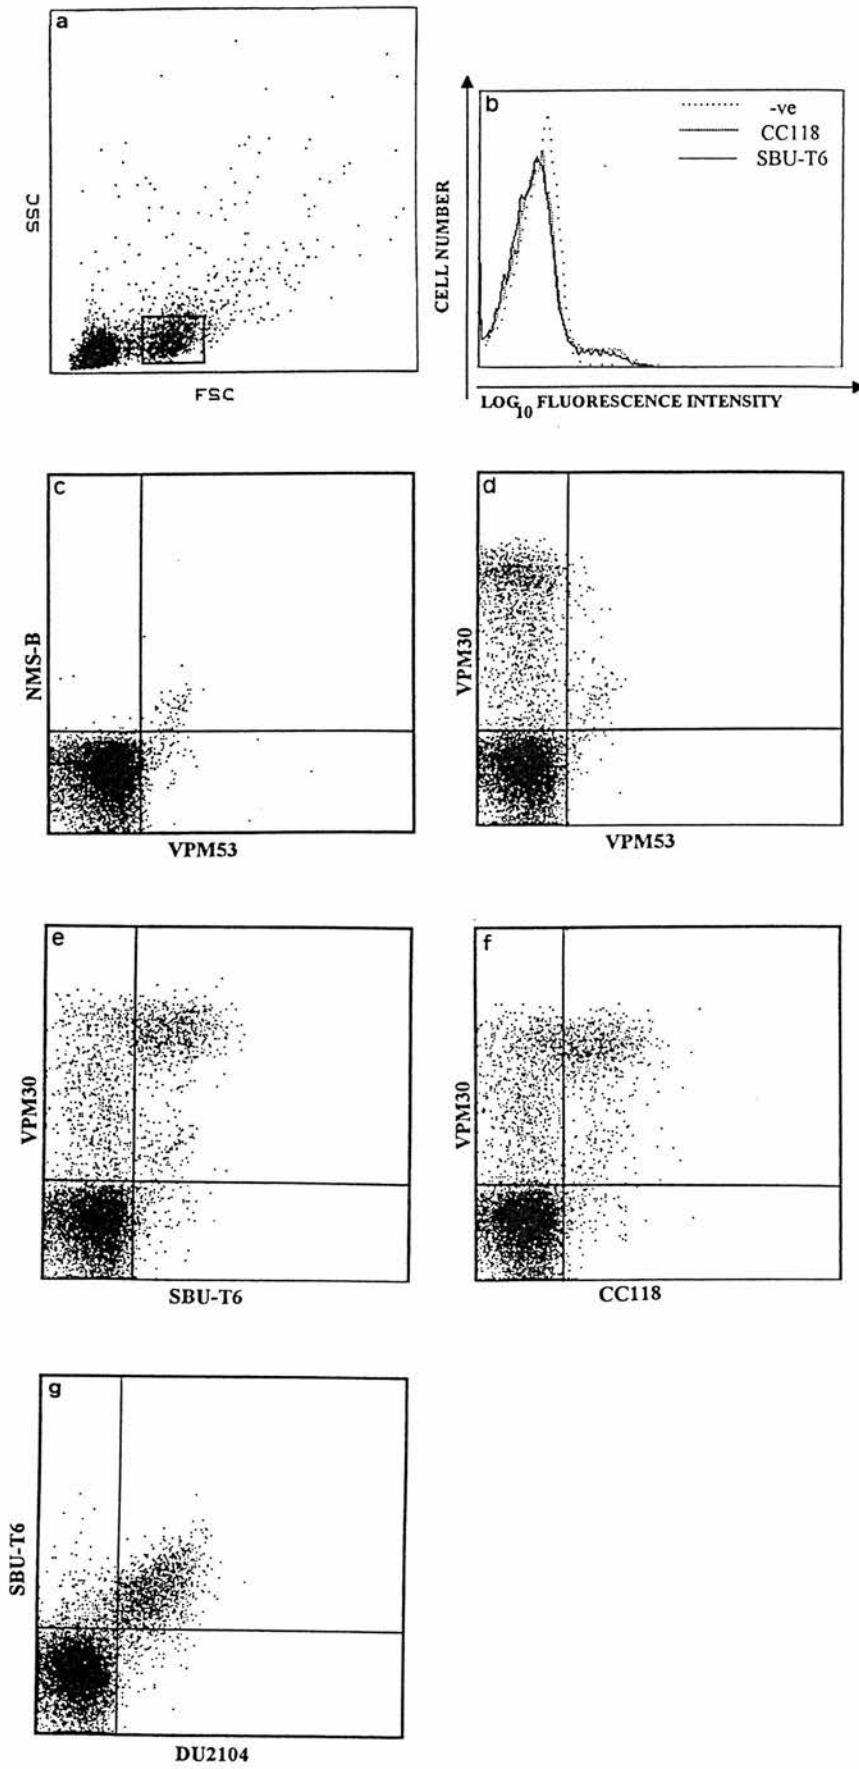 a
SSC
FSC
b
-ve
CC118
SBU-T6
CELL NUMBER
LOG10 FLUORESCENCE INTENSITY
c
NMS-B
VPM53
d
VPM30
VPM53
e
VPM30
SBU-T6
f
VPM30
CC118
g
SBU-T6
DU2104